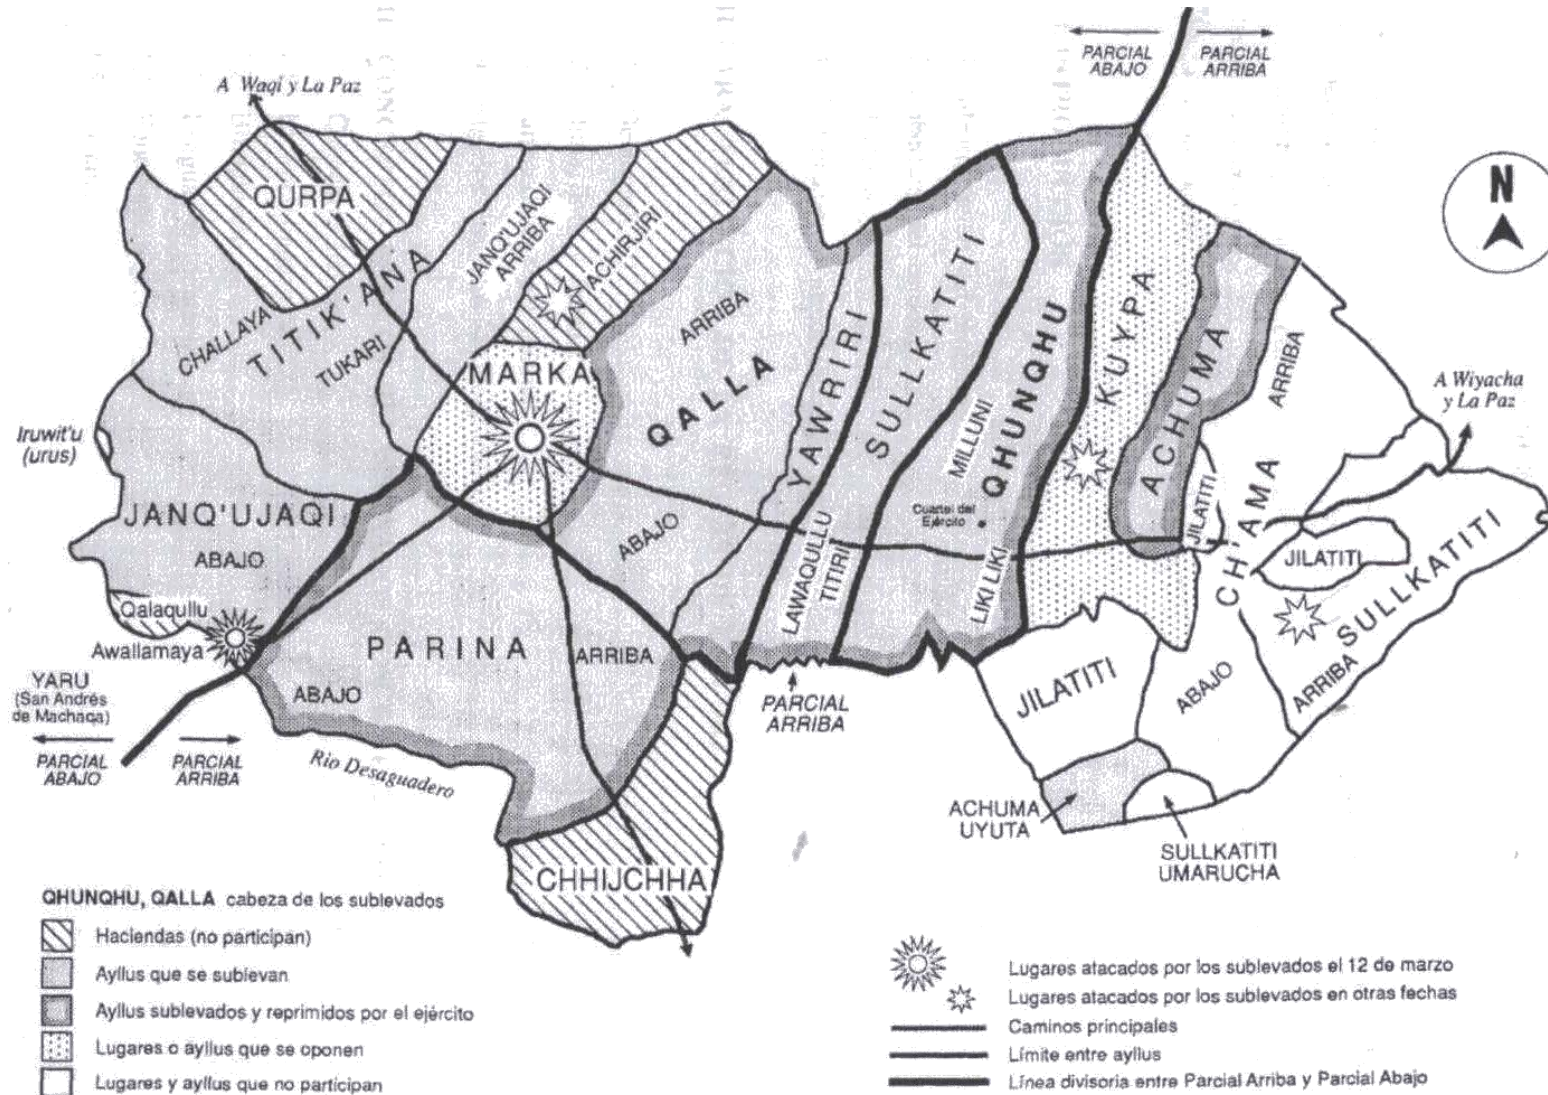 PARCIAL
ABAJO
PARCIAL
ARRIBA
A Waqi y La Paz
N
QURPA
JANQ'UJAQI
ARRIBA
ACHIRJIRI
CHALLAYA
TITIK'ANA
TUKARI
MARKA
ARRIBA
QALLA
ABAJO
YAWRIRI
SULLKATITI
MILLUNI
QHUNQHU
Cuartel del
Ejército
LAWAQULLU
TITIRI
LIKI LIKI
KUYPA
ACHUMA
JILATITI
ARRIBA
CH'AMA
ABAJO
A Wiyacha
y La Paz
JILATITI
SULLKATITI
ARRIBA
Iruwit'u
(urus)
JANQ'UJAQI
ABAJO
Qalaqullu
Awallamaya
YARU
(San Andrés
de Machaqa)
PARCIAL
ABAJO
PARCIAL
ARRIBA
PARINA
ABAJO
ARRIBA
Río Desaguadero
PARCIAL
ARRIBA
JILATITI
ACHUMA
UYUTA
SULLKATITI
UMARUCHA
CHHIJCHHA
QHUNQHU, QALLA cabeza de los sublevados
Haciendas (no participan)
Ayllus que se sublevan
Ayllus sublevados y reprimidos por el ejército
Lugares o ayllus que se oponen
Lugares y ayllus que no participan
Lugares atacados por los sublevados el 12 de marzo
Lugares atacados por los sublevados en otras fechas
Caminos principales
Límite entre ayllus
Línea divisoria entre Parcial Arriba y Parcial Abajo